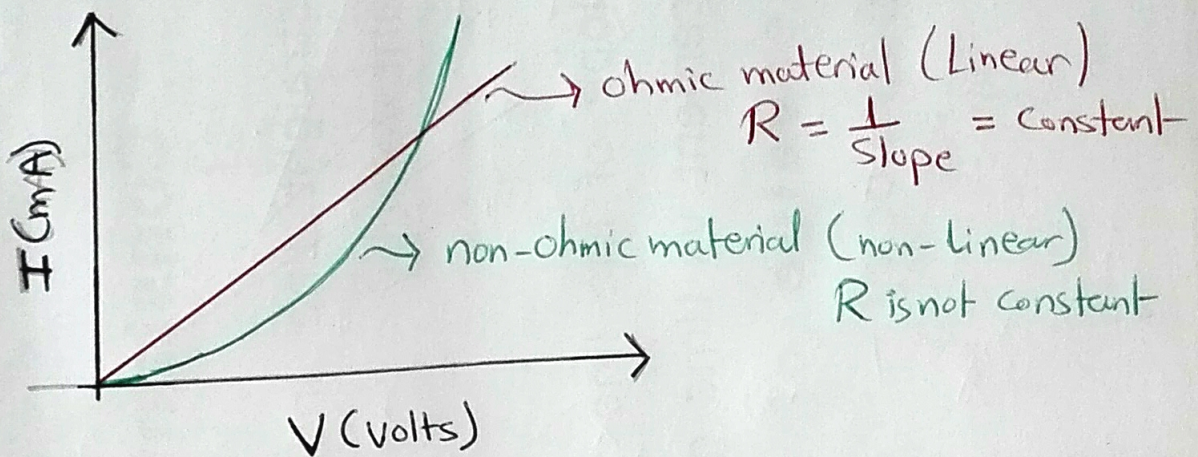 I (mA)
ohmic material (Linear)
R = 1/Slope = Constant
non-ohmic material (non-linear)
R is not constant
V (volts)